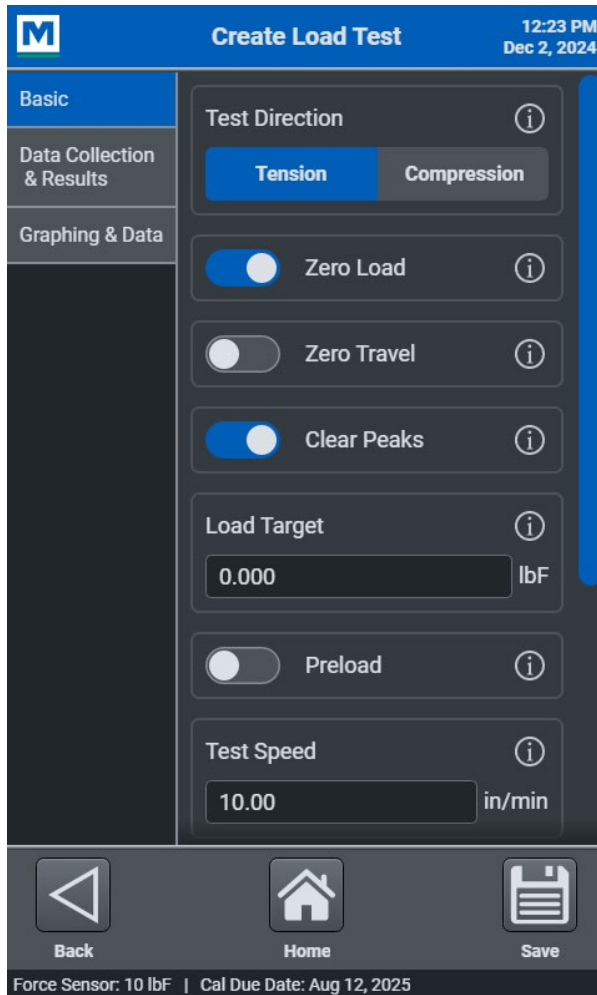 M
Create Load Test
12:23 PM
Dec 2, 2024
Basic
Data Collection
& Results
Graphing & Data
Test Direction
Tension
Compression
Zero Load
Zero Travel
Clear Peaks
Load Target
0.000 lbF
Preload
Test Speed
10.00 in/min
Back
Home
Save
Force Sensor: 10 lbF | Cal Due Date: Aug 12, 2025